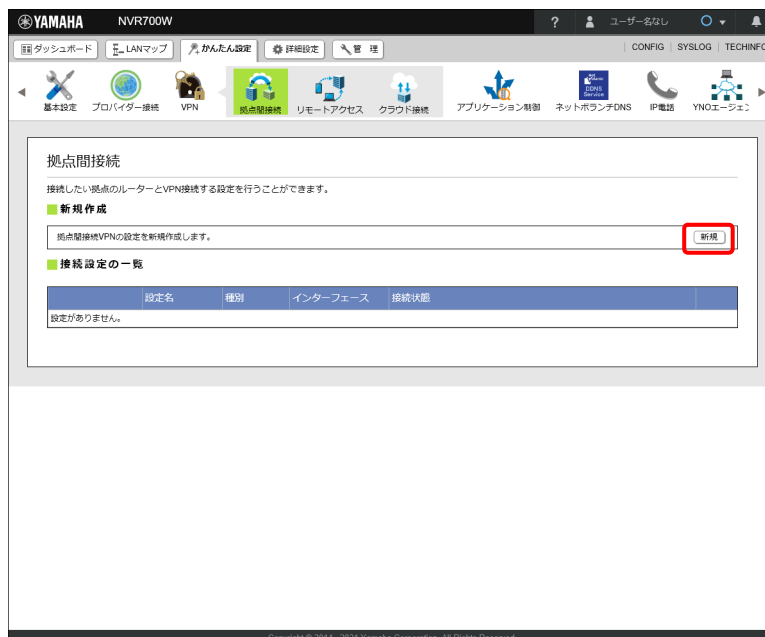 YAMAHA NVR700W ? ユーザー名なし
ダッシュボード LANマップ かんたん設定 詳細設定 管 理 CONFIG SYSLOG TECHINFO
基本設定 プロバイダー接続 VPN 拠点間接続 リモートアクセス クラウド接続 アプリケーション制御 ネットボランチDNS IP電話 YNOエージェ
DDNS
Service
拠点間接続
接続したい拠点のルーターとVPN接続する設定を行うことができます。
新規作成
拠点間接続VPNの設定を新規作成します。 新規
接続設定の一覧
設定名 種別 インターフェース 接続状態
設定がありません。
Copyright © 2014 - 2021 Yamaha Corporation. All Rights Reserved.